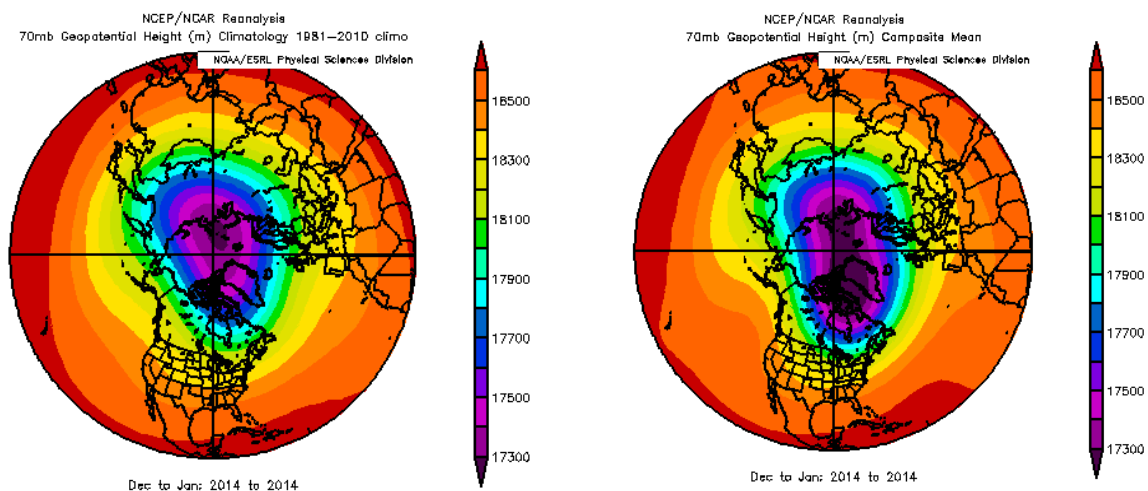 NCEP/NCAR Reanalysis
70mb Geopotential Height (m) Climatology 1981-2010 climo
NOAA/ESRL Physical Sciences Division
18500
18300
18100
17900
17700
17500
17300
Dec to Jan: 2014 to 2014
NCEP/NCAR Reanalysis
70mb Geopotential Height (m) Composite Mean
NOAA/ESRL Physical Sciences Division
18500
18300
18100
17900
17700
17500
17300
Dec to Jan: 2014 to 2014